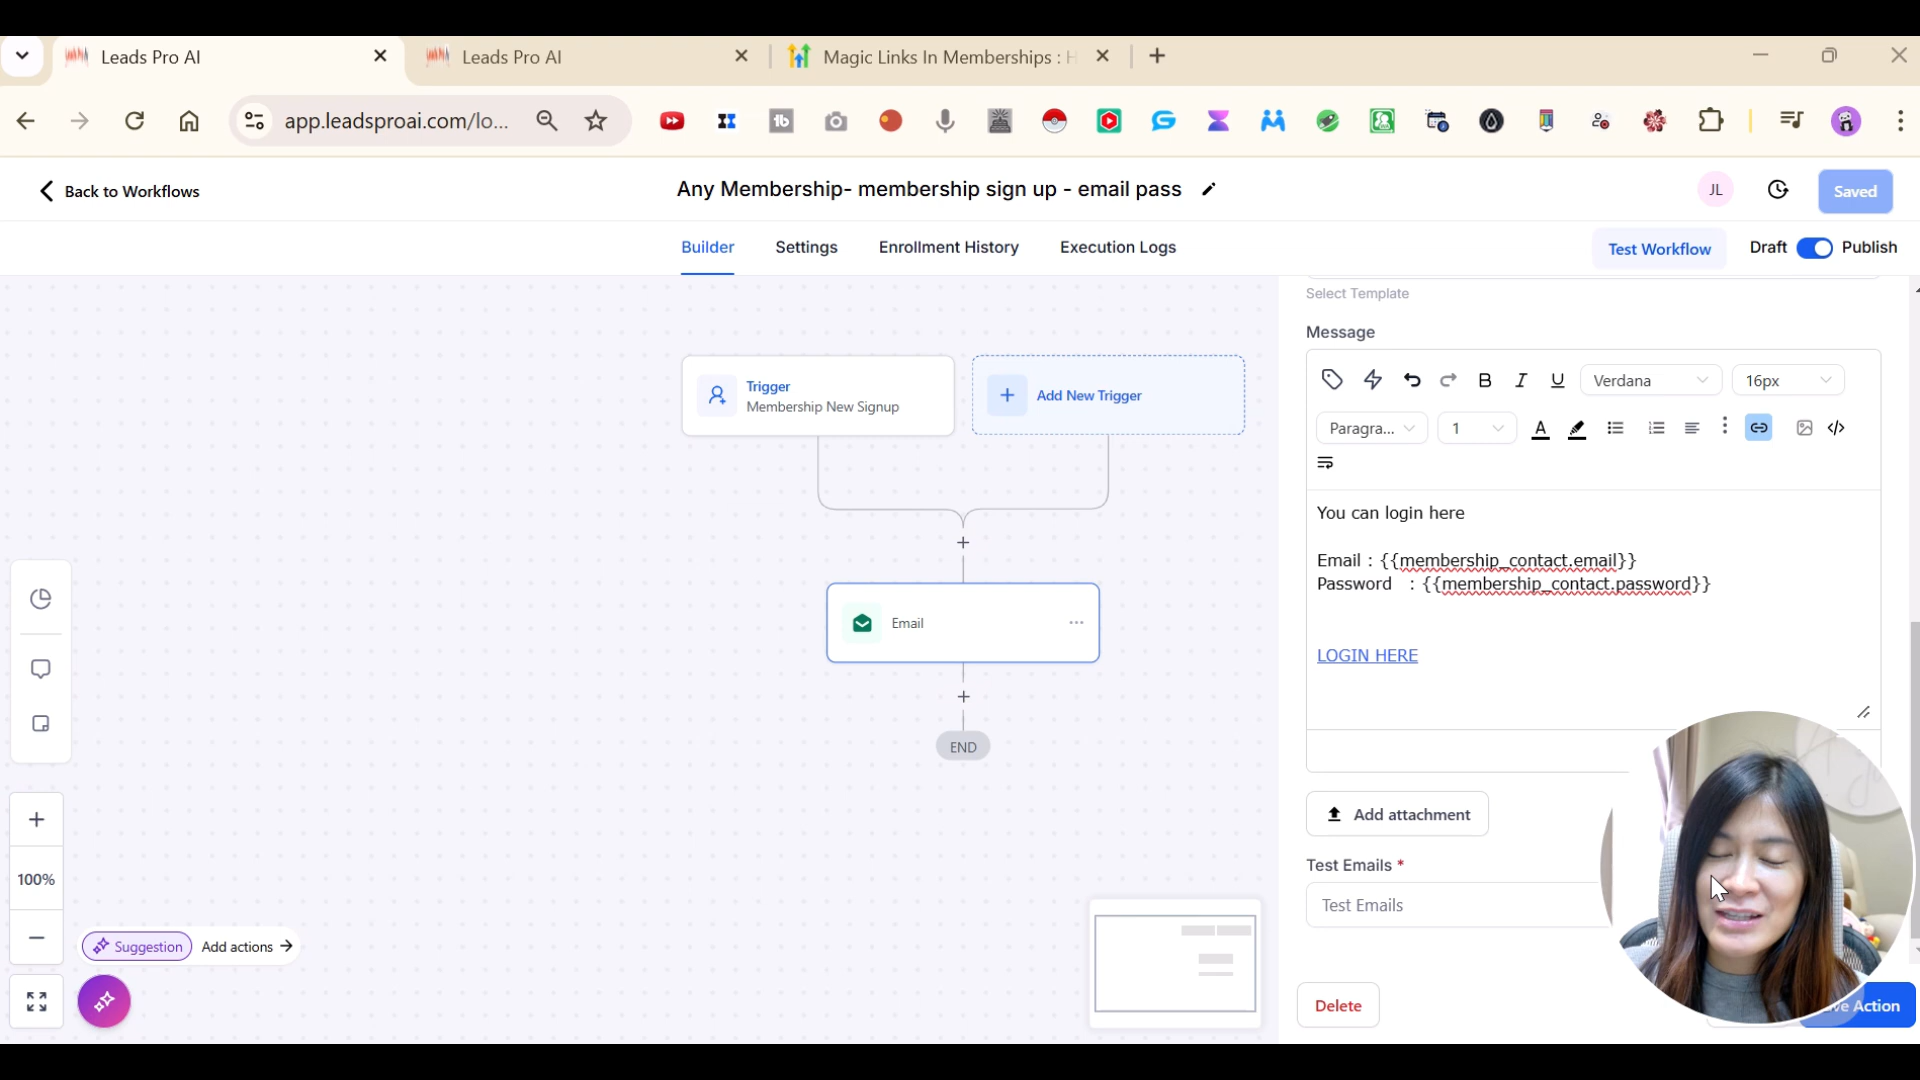 Leads Pro AI
Leads Pro AI
Magic Links In Memberships : H
app.leadsproai.com/lo...
Back to Workflows
Any Membership- membership sign up - email pass
JL
Saved
Builder
Settings
Enrollment History
Execution Logs
Test Workflow
Draft
Publish
Select Template
Message
Trigger
Membership New Signup
Add New Trigger
Verdana
16px
Paragra...
1
You can login here
Email : {{membership_contact.email}}
Password : {{membership_contact.password}}
LOGIN HERE
Email
END
Add attachment
Test Emails *
Test Emails
100%
Suggestion
Add actions
Delete
Action